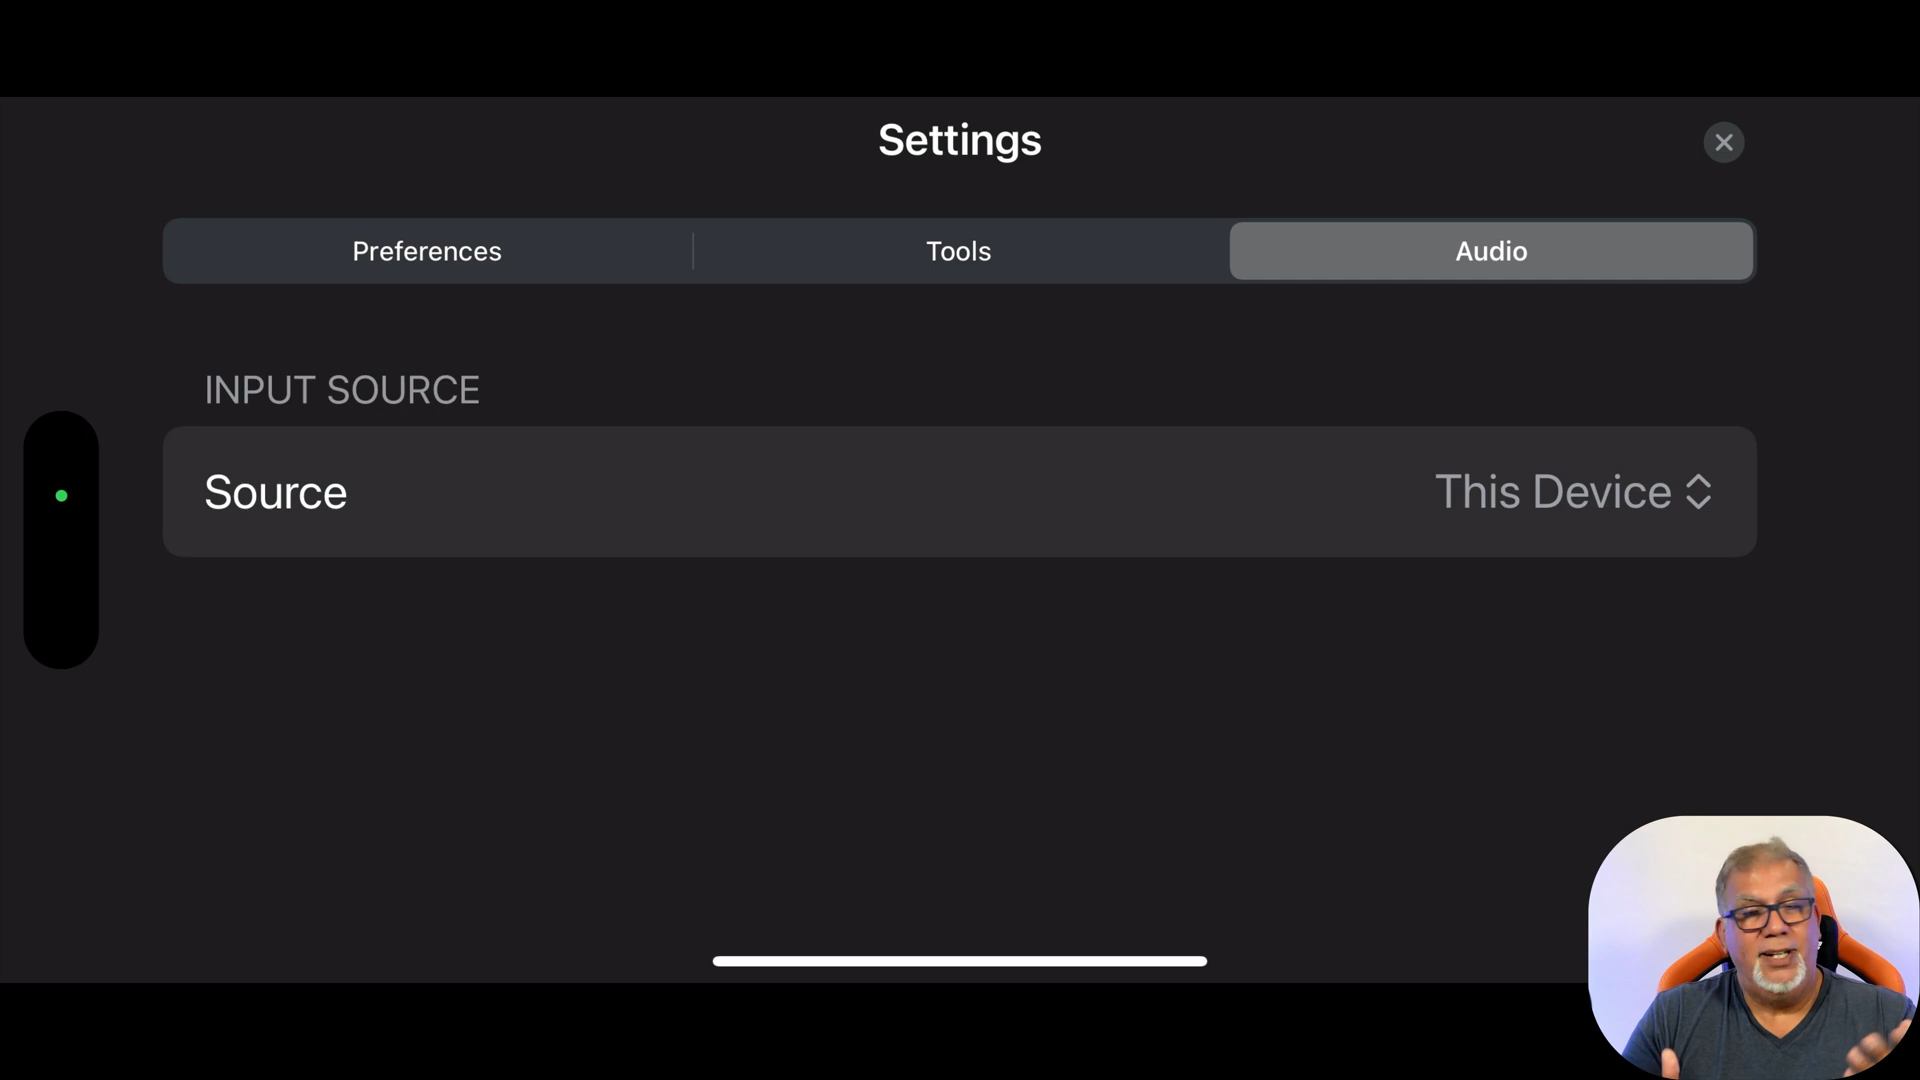 Settings
Preferences
Tools
Audio
INPUT SOURCE
Source
This Device